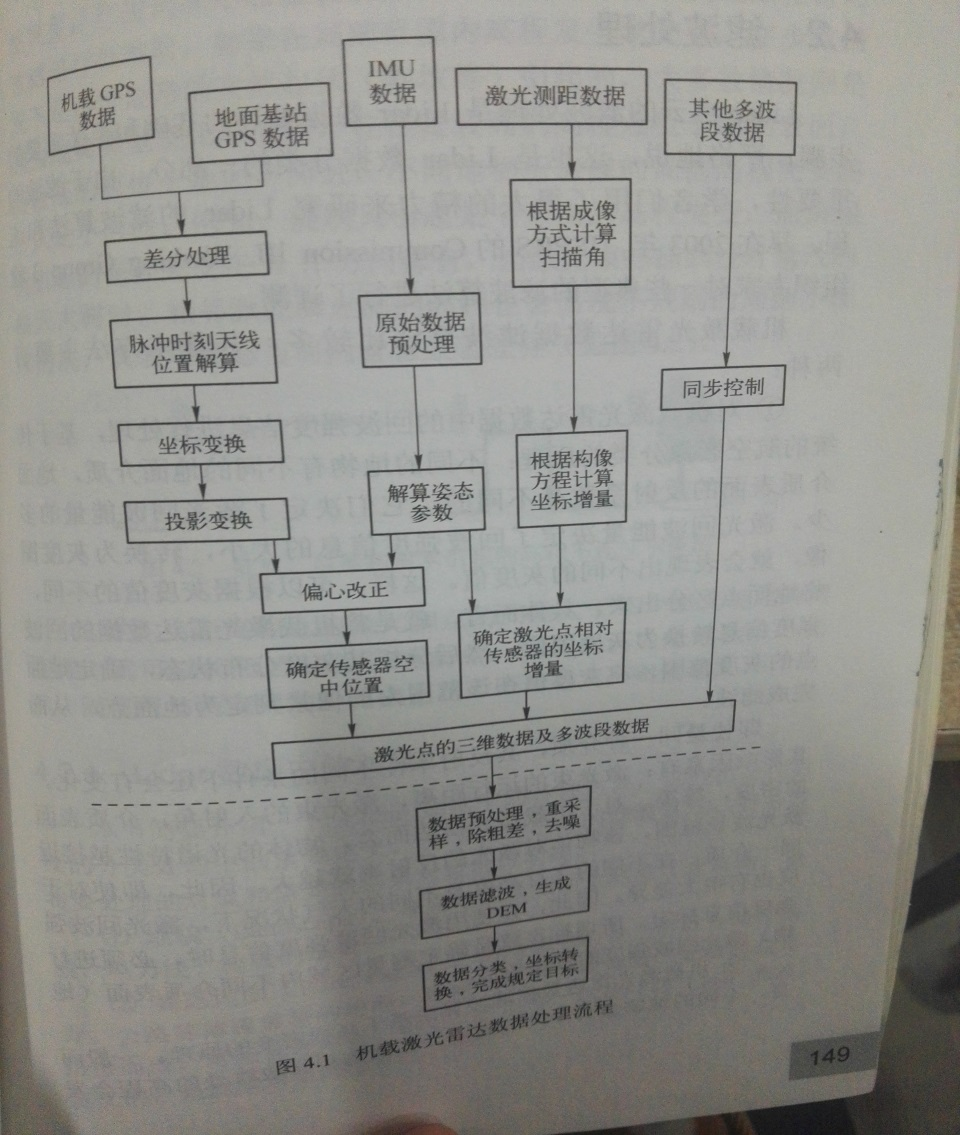 机载 GPS
数据
地面基站
GPS 数据
IMU
数据
激光测距数据
其他多波
段数据
根据成像
方式计算
扫描角
差分处理
脉冲时刻天线
位置解算
原始数据
预处理
同步控制
坐标变换
根据构像
方程计算
坐标增量
解算姿态
参数
投影变换
偏心改正
确定激光点相对
传感器的坐标
增量
确定传感器空
中位置
激光点的三维数据及多波段数据
数据预处理，重采
样，除粗差，去噪
数据滤波，生成
DEM
数据分类，坐标转
换，完成规定目标
图 4.1 机载激光雷达数据处理流程
149